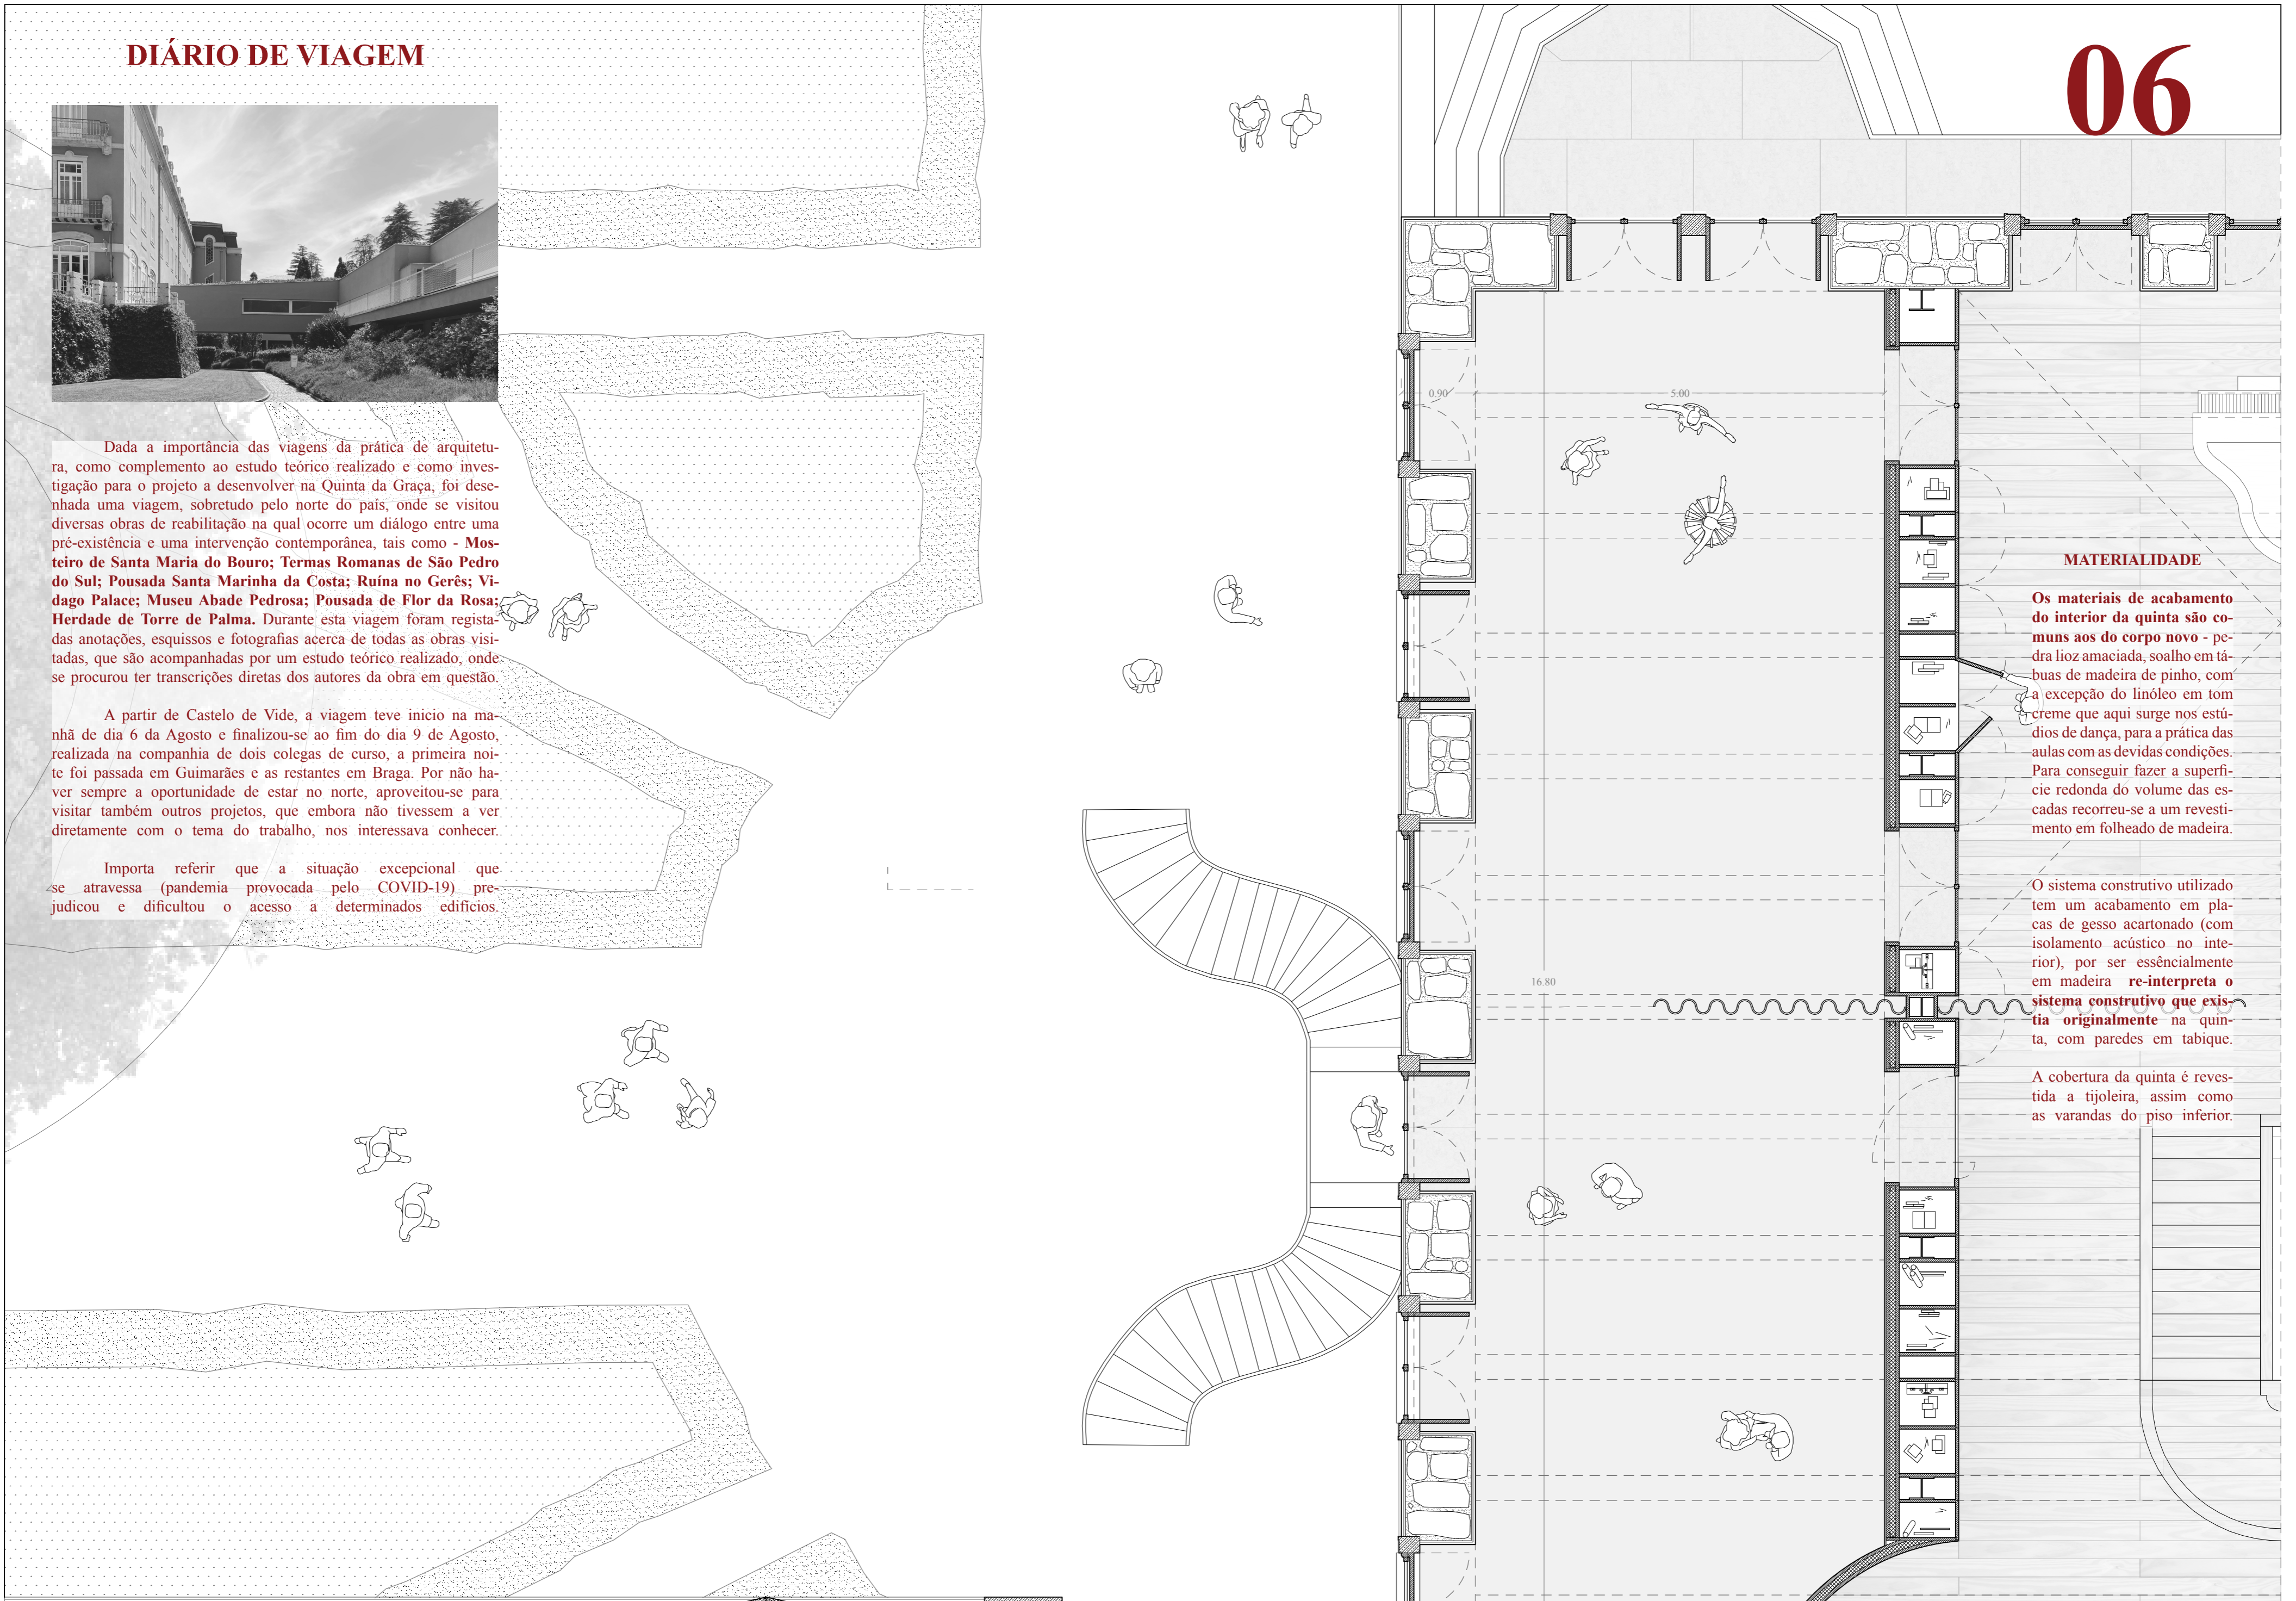 DIÁRIO DE VIAGEM
06
Dada a importância das viagens da prática de arquitetu-
ra, como complemento ao estudo teórico realizado e como inves-
tigação para o projeto a desenvolver na Quinta da Graça, foi dese-
nhada uma viagem, sobretudo pelo norte do país, onde se visitou
diversas obras de reabilitação na qual ocorre um diálogo entre uma
pré-existência e uma intervenção contemporânea, tais como - Mos-
teiro de Santa Maria do Bouro; Termas Romanas de São Pedro
do Sul; Pousada Santa Marinha da Costa; Ruína no Gerês; Vi-
dago Palace; Museu Abade Pedrosa; Pousada de Flor da Rosa;
Herdade de Torre de Palma. Durante esta viagem foram regista-
das anotações, esquissos e fotografias acerca de todas as obras visi-
tadas, que são acompanhadas por um estudo teórico realizado, onde
se procurou ter transcrições diretas dos autores da obra em questão.
A partir de Castelo de Vide, a viagem teve inicio na ma-
nhã de dia 6 da Agosto e finalizou-se ao fim do dia 9 de Agosto,
realizada na companhia de dois colegas de curso, a primeira noi-
te foi passada em Guimarães e as restantes em Braga. Por não ha-
ver sempre a oportunidade de estar no norte, aproveitou-se para
visitar também outros projetos, que embora não tivessem a ver
diretamente com o tema do trabalho, nos interessava conhecer.
Importa referir que a situação excepcional que
se atravessa (pandemia provocada pelo COVID-19) pre-
judicou e dificultou o acesso a determinados edifícios.
0.90
5.00
16.80
MATERIALIDADE
Os materiais de acabamento
do interior da quinta são co-
muns aos do corpo novo - pe-
dra lioz amaciada, soalho em tá-
buas de madeira de pinho, com
a excepção do linóleo em tom
creme que aqui surge nos estú-
dios de dança, para a prática das
aulas com as devidas condições.
Para conseguir fazer a superfi-
cie redonda do volume das es-
cadas recorreu-se a um revesti-
mento em folheado de madeira.
O sistema construtivo utilizado
tem um acabamento em pla-
cas de gesso acartonado (com
isolamento acústico no inte-
rior), por ser essêncialmente
em madeira re-interpreta o
sistema construtivo que exis-
tia originalmente na quin-
ta, com paredes em tabique.
A cobertura da quinta é reves-
tida a tijoleira, assim como
as varandas do piso inferior.